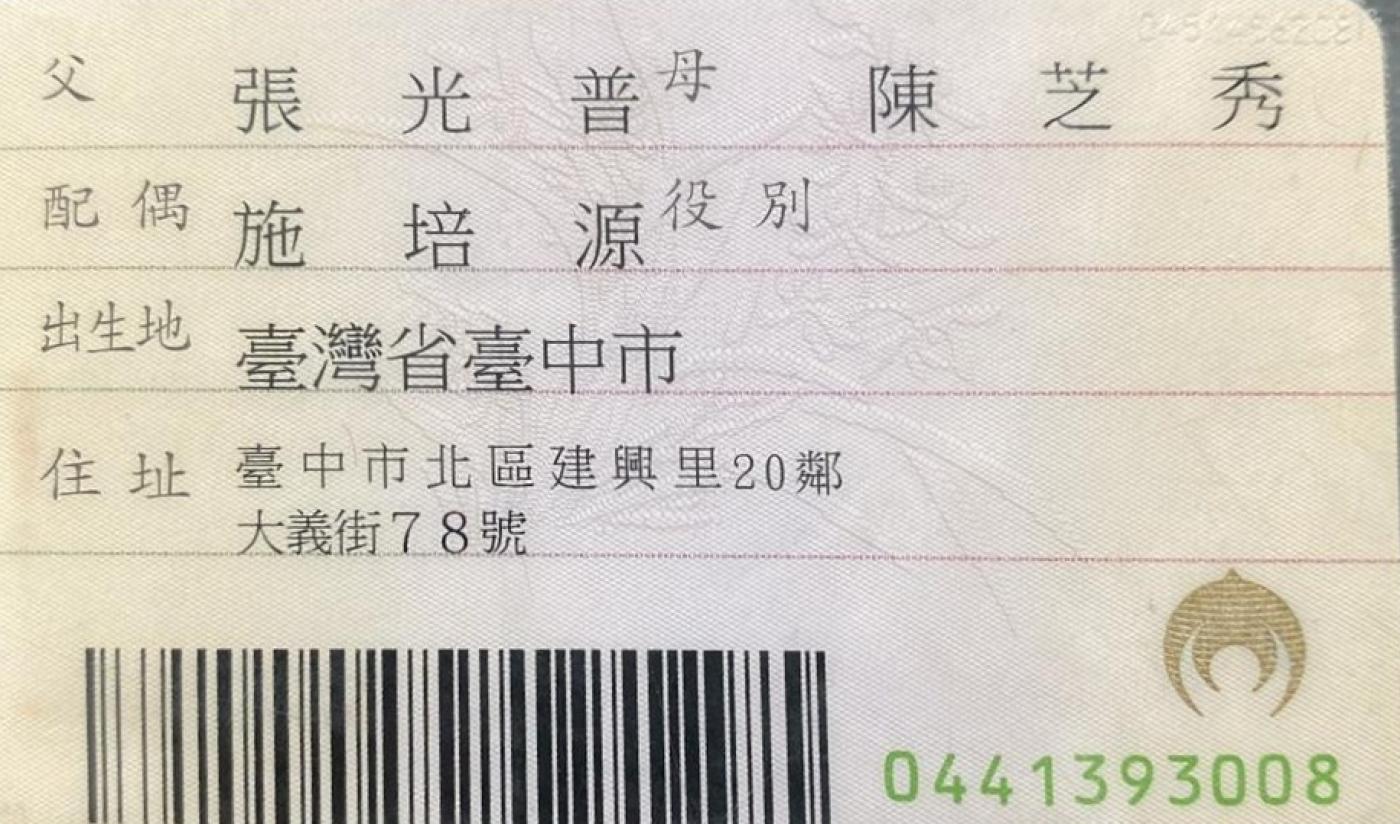 父 張光普 母 陳芝秀
配偶 施培源 役別
出生地 臺灣省臺中市
住址 臺中市北區建興里20鄰
大義街78號
0441393008